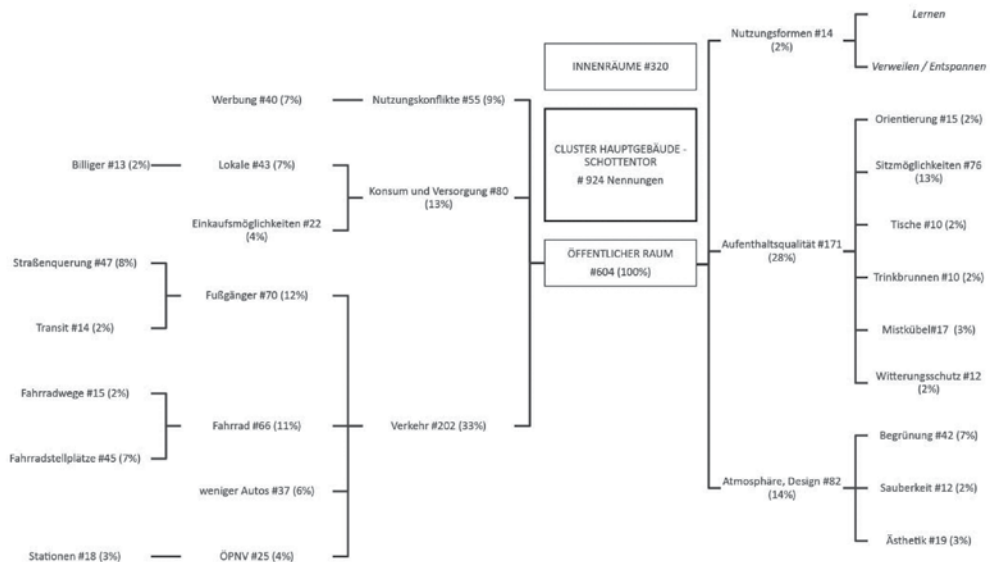 INNENRÄUME #320
CLUSTER HAUPTGEBÄUDE -
SCHOTTENTOR
# 924 Nennungen
ÖFFENTLICHER RAUM
#604 (100%)
Werbung #40 (7%)
Nutzungskonflikte #55 (9%)
Billiger #13 (2%)
Lokale #43 (7%)
Konsum und Versorgung #80
(13%)
Einkaufsmöglichkeiten #22
(4%)
Straßenquerung #47 (8%)
Fußgänger #70 (12%)
Transit #14 (2%)
Fahrradwege #15 (2%)
Fahrrad #66 (11%)
Verkehr #202 (33%)
Fahrradstellplätze #45 (7%)
weniger Autos #37 (6%)
Stationen #18 (3%)
ÖPNV #25 (4%)
Nutzungsformen #14
(2%)
Lernen
Verweilen / Entspannen
Aufenthaltsqualität #171
(28%)
Orientierung #15 (2%)
Sitzmöglichkeiten #76
(13%)
Tische #10 (2%)
Trinkbrunnen #10 (2%)
Mistkübel#17 (3%)
Witterungsschutz #12
(2%)
Atmosphäre, Design #82
(14%)
Begrünung #42 (7%)
Sauberkeit #12 (2%)
Ästhetik #19 (3%)